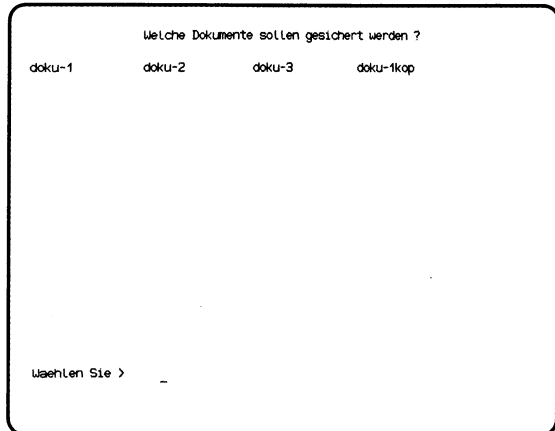 Welche Dokumente sollen gesichert werden ?
doku-1 doku-2 doku-3 doku-1kop
Waehlen Sie > _